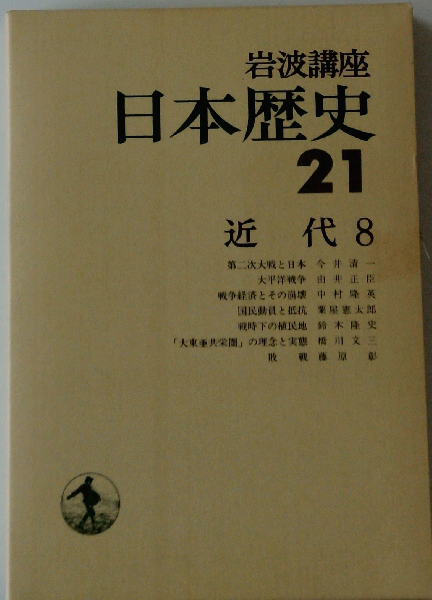 岩波講座
日本歴史
21
近代 8
第二次大戦と日本 今井清一
太平洋戦争 由井正臣
戦争経済とその崩壊 中村隆英
国民動員と抵抗 粟屋憲太郎
戦時下の植民地 鈴木隆史
「大東亜共栄圏」の理念と実態 橋川文三
敗戦 藤原彰